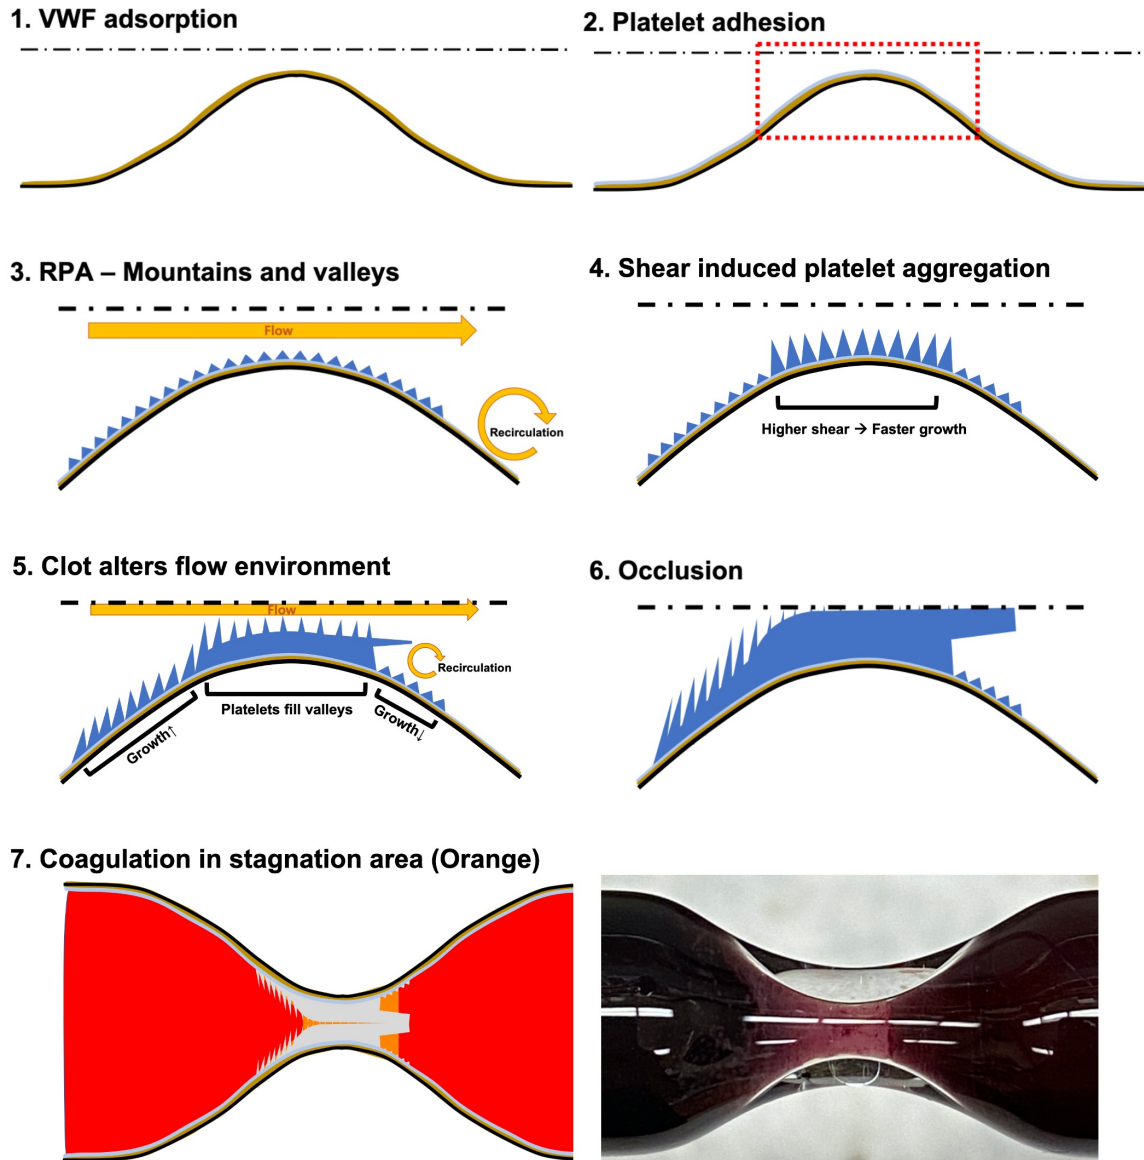 1. VWF adsorption
2. Platelet adhesion
3. RPA – Mountains and valleys
Flow
Recirculation
4. Shear induced platelet aggregation
Higher shear → Faster growth
5. Clot alters flow environment
Flow
Recirculation
Platelets fill valleys
Growth↑
Growth↓
6. Occlusion
7. Coagulation in stagnation area (Orange)